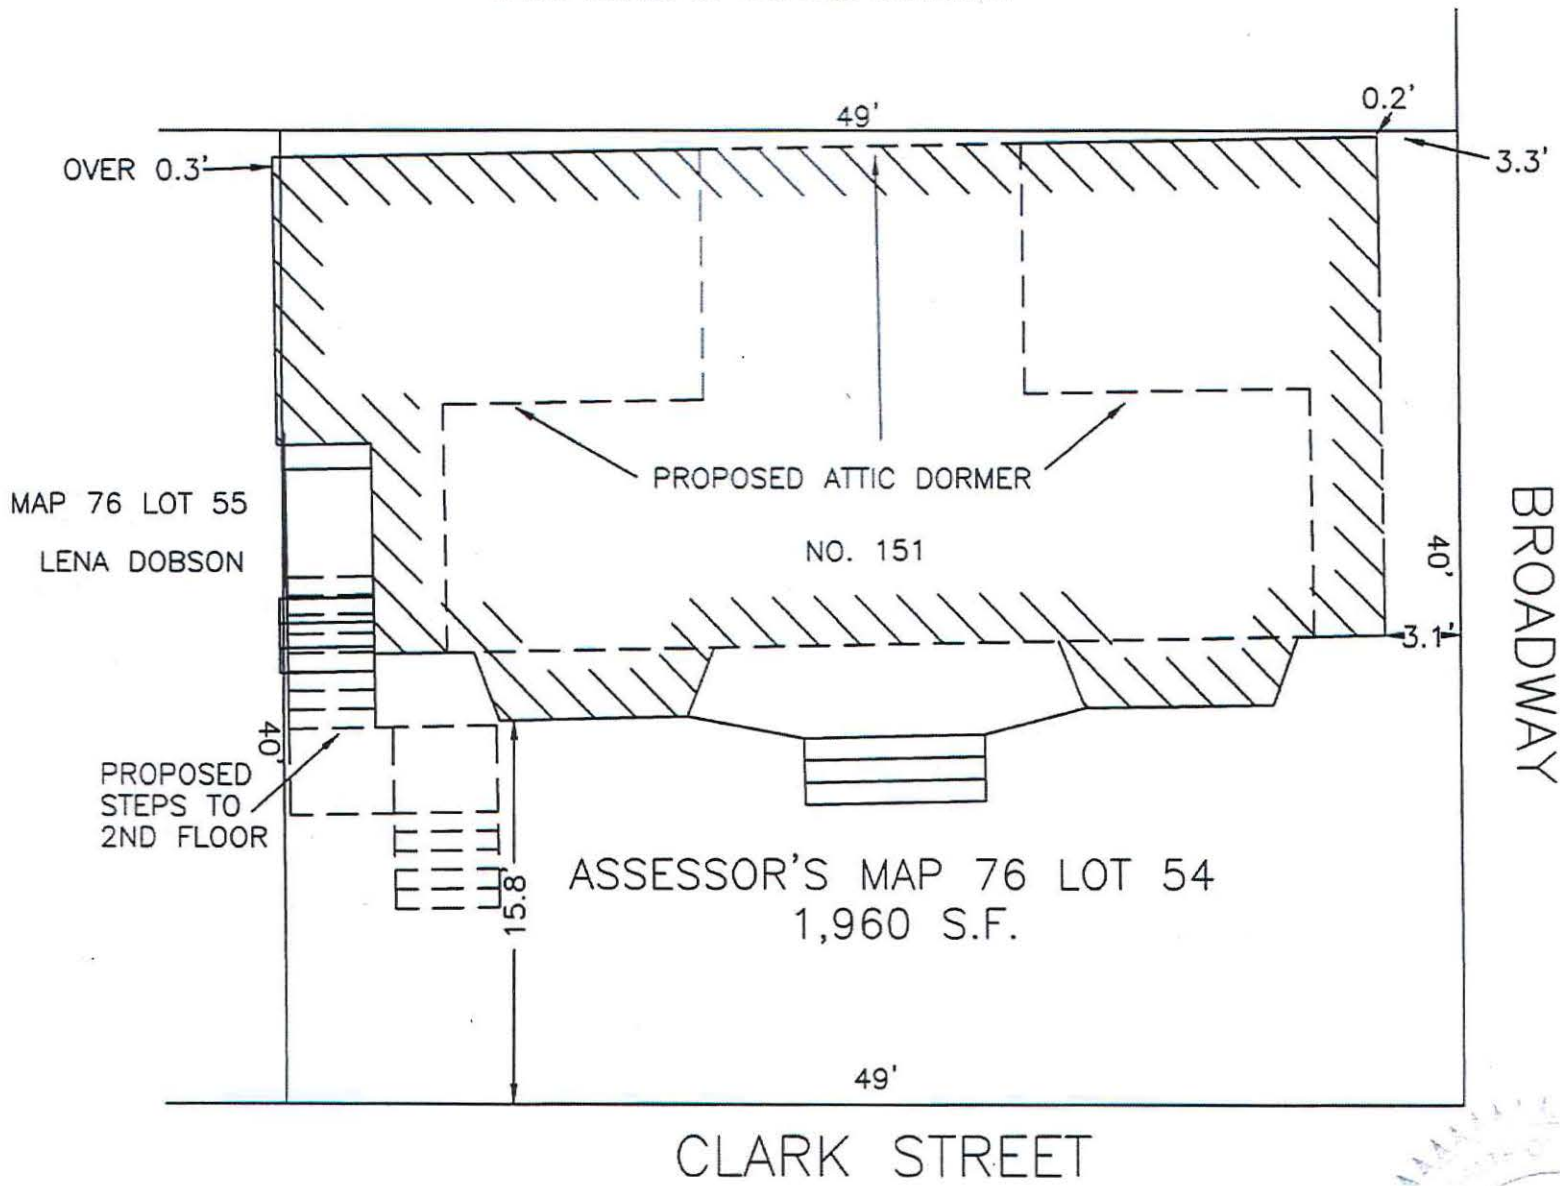 49'
0.2'
OVER 0.3'
3.3'
PROPOSED ATTIC DORMER
MAP 76 LOT 55
LENA DOBSON
NO. 151
40'
BROADWAY
3.1'
40'
PROPOSED
STEPS TO
2ND FLOOR
15.8'
ASSESSOR'S MAP 76 LOT 54
1,960 S.F.
49'
CLARK STREET